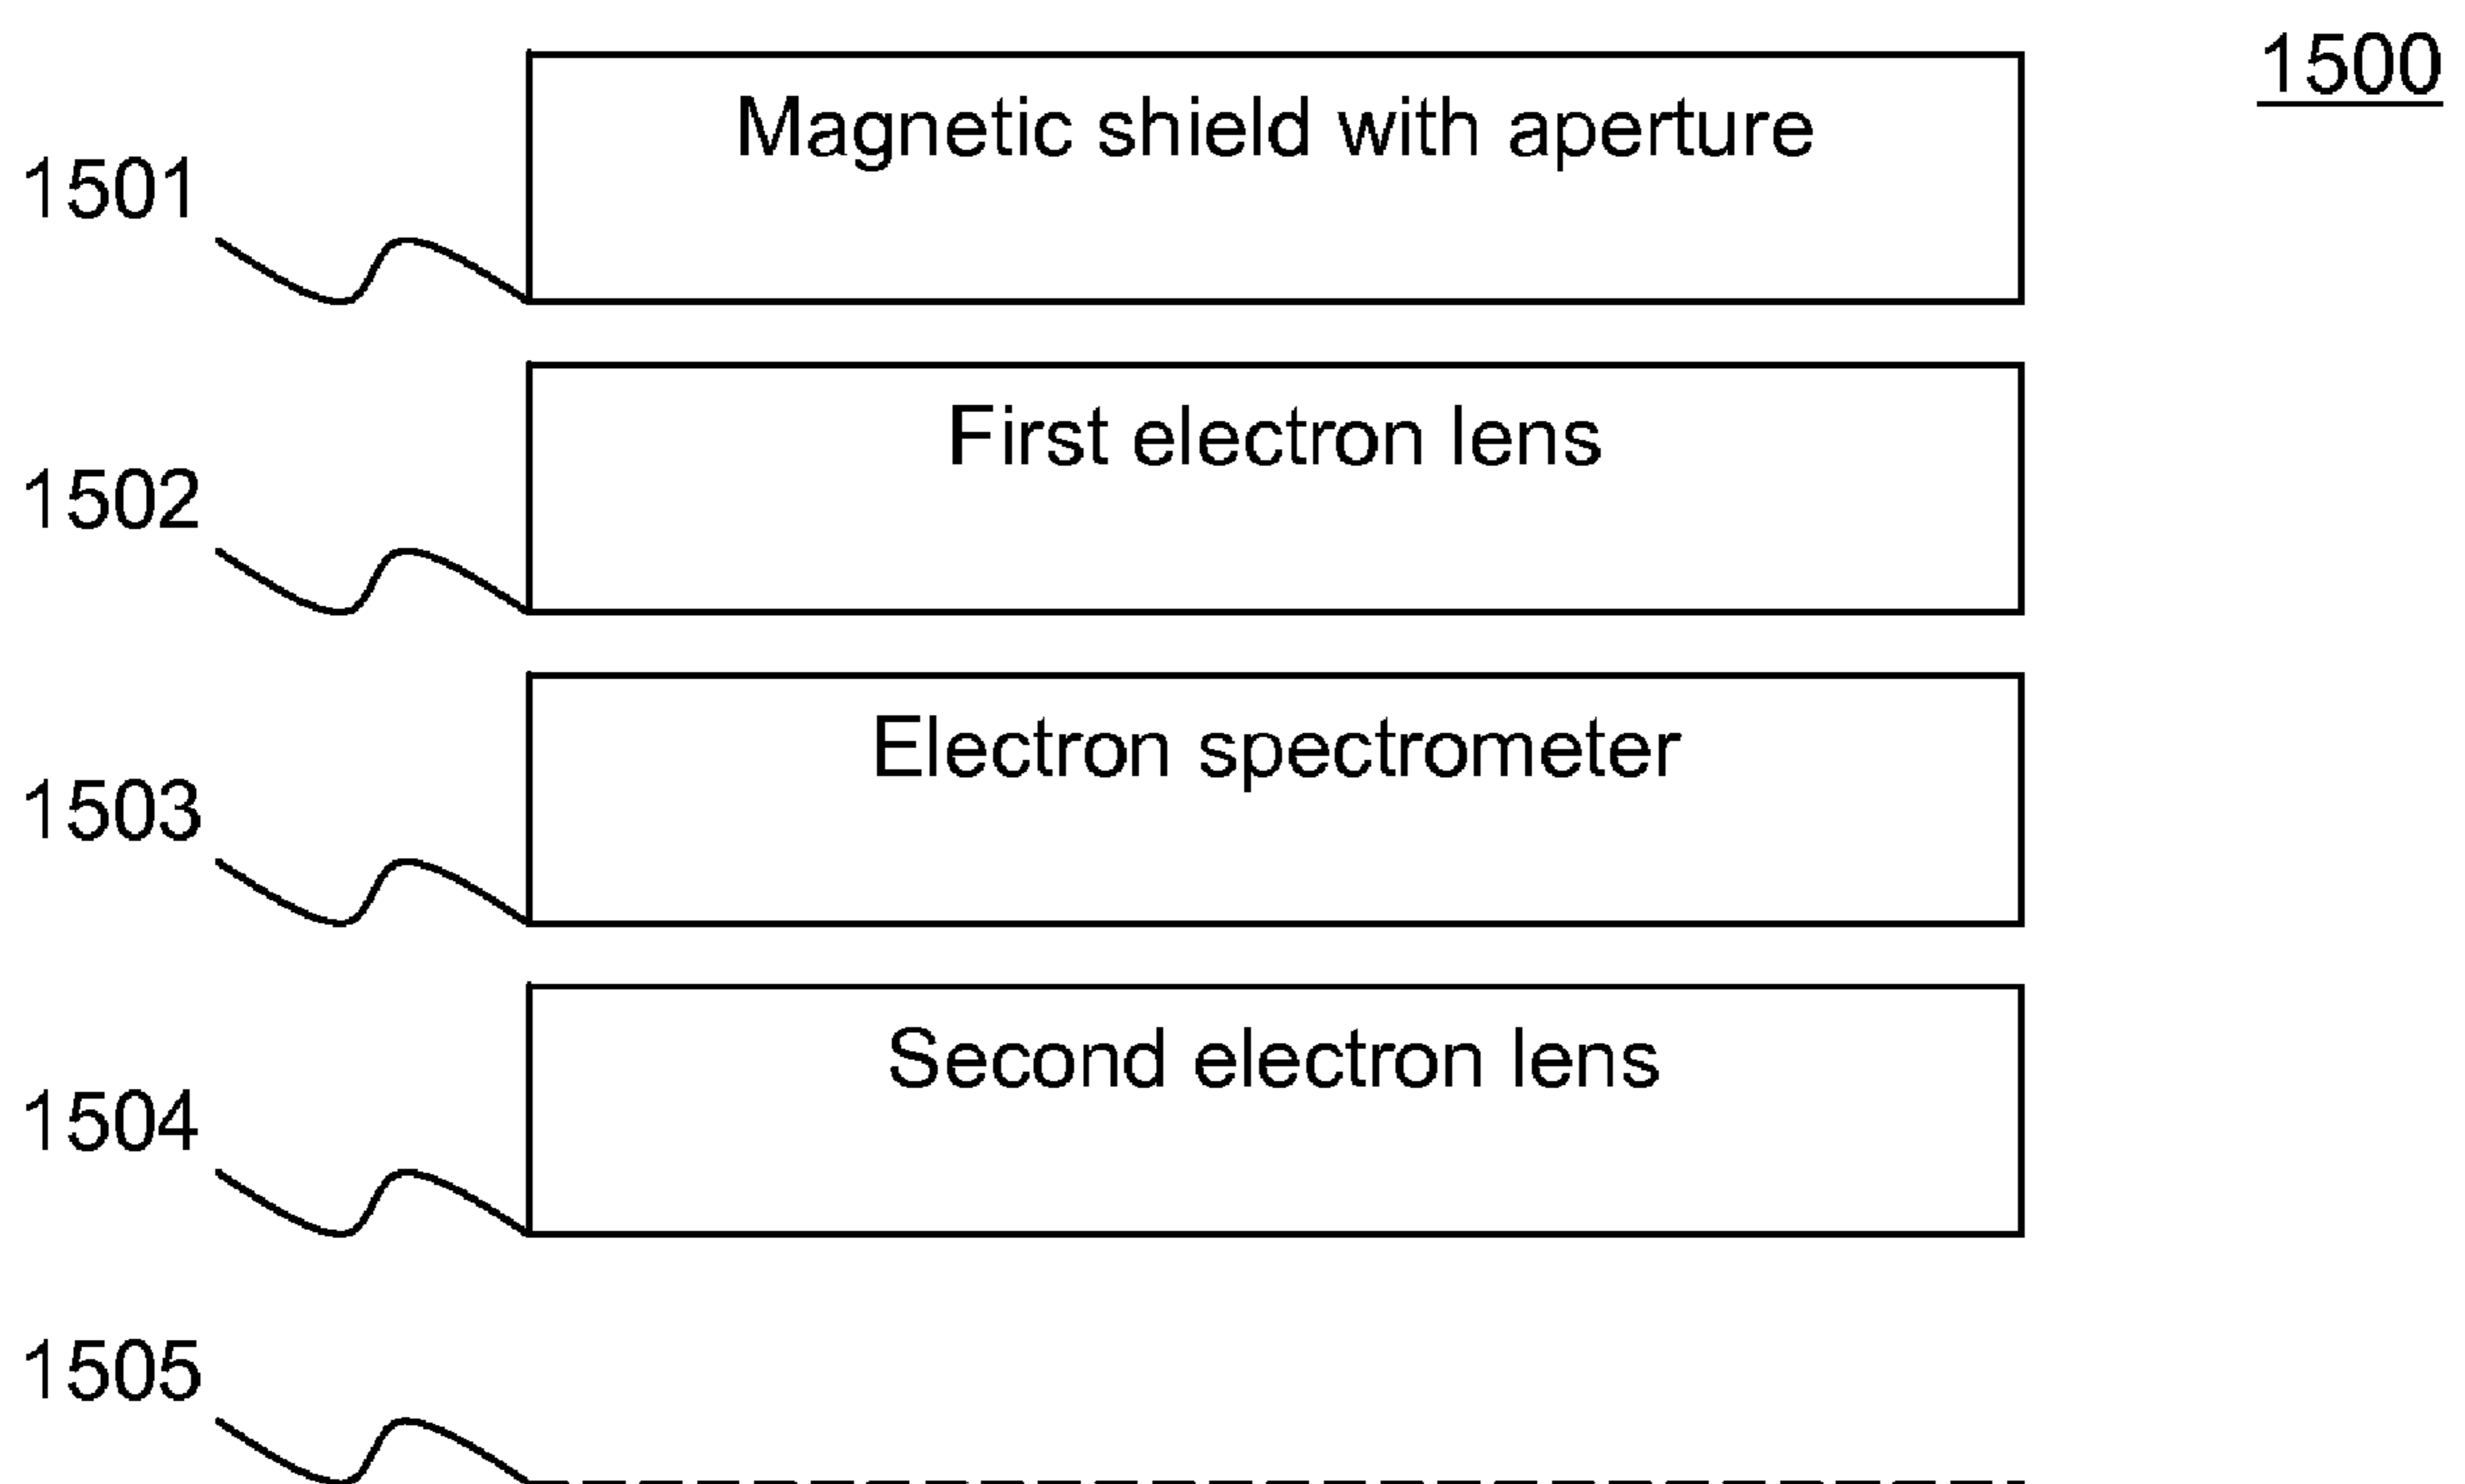 1500
Magnetic shield with aperture
1501
First electron lens
1502
Electron spectrometer
1503
Second electron lens
1504
1505